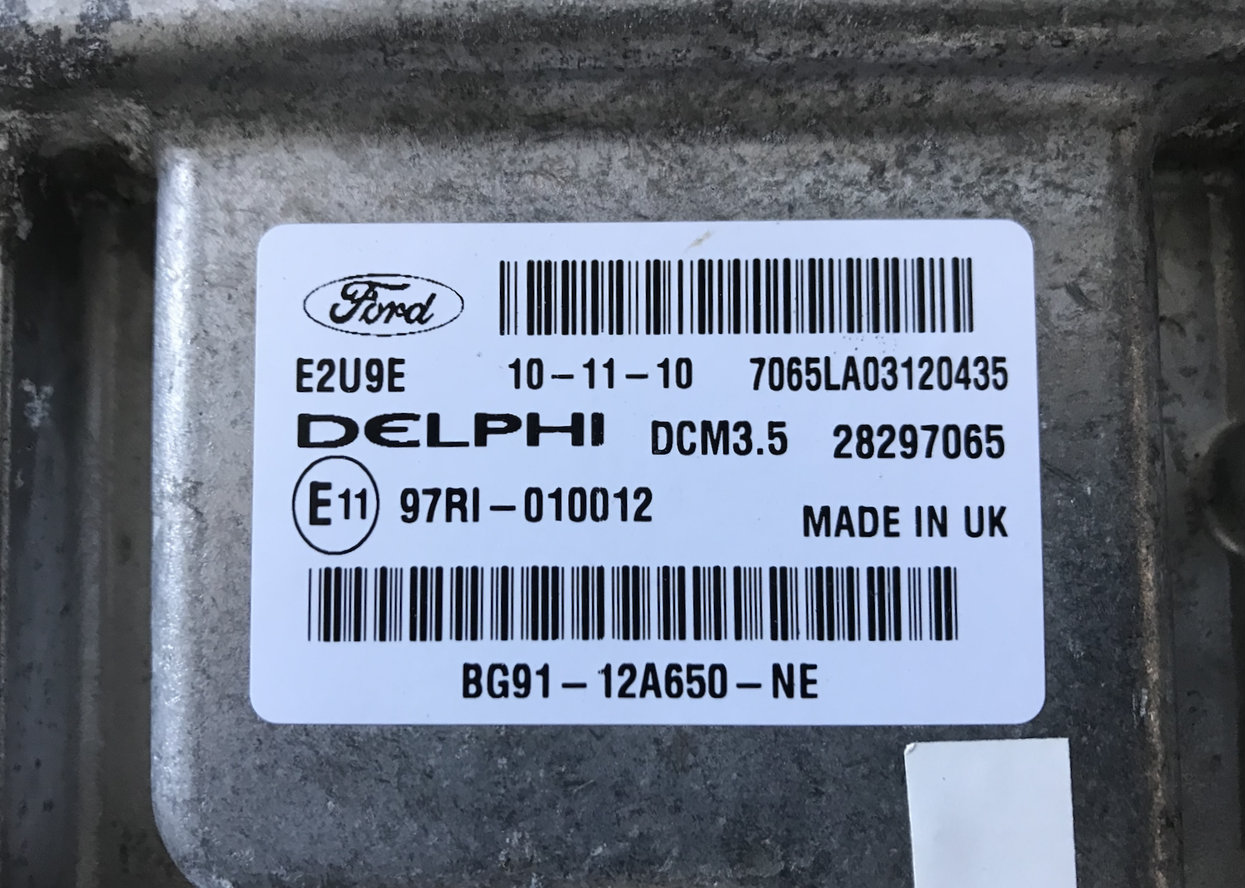 Ford
E2U9E 10-11-10 7065LA03120435
DELPHI DCM3.5 28297065
E11 97RI-010012
MADE IN UK
BG91-12A650-NE